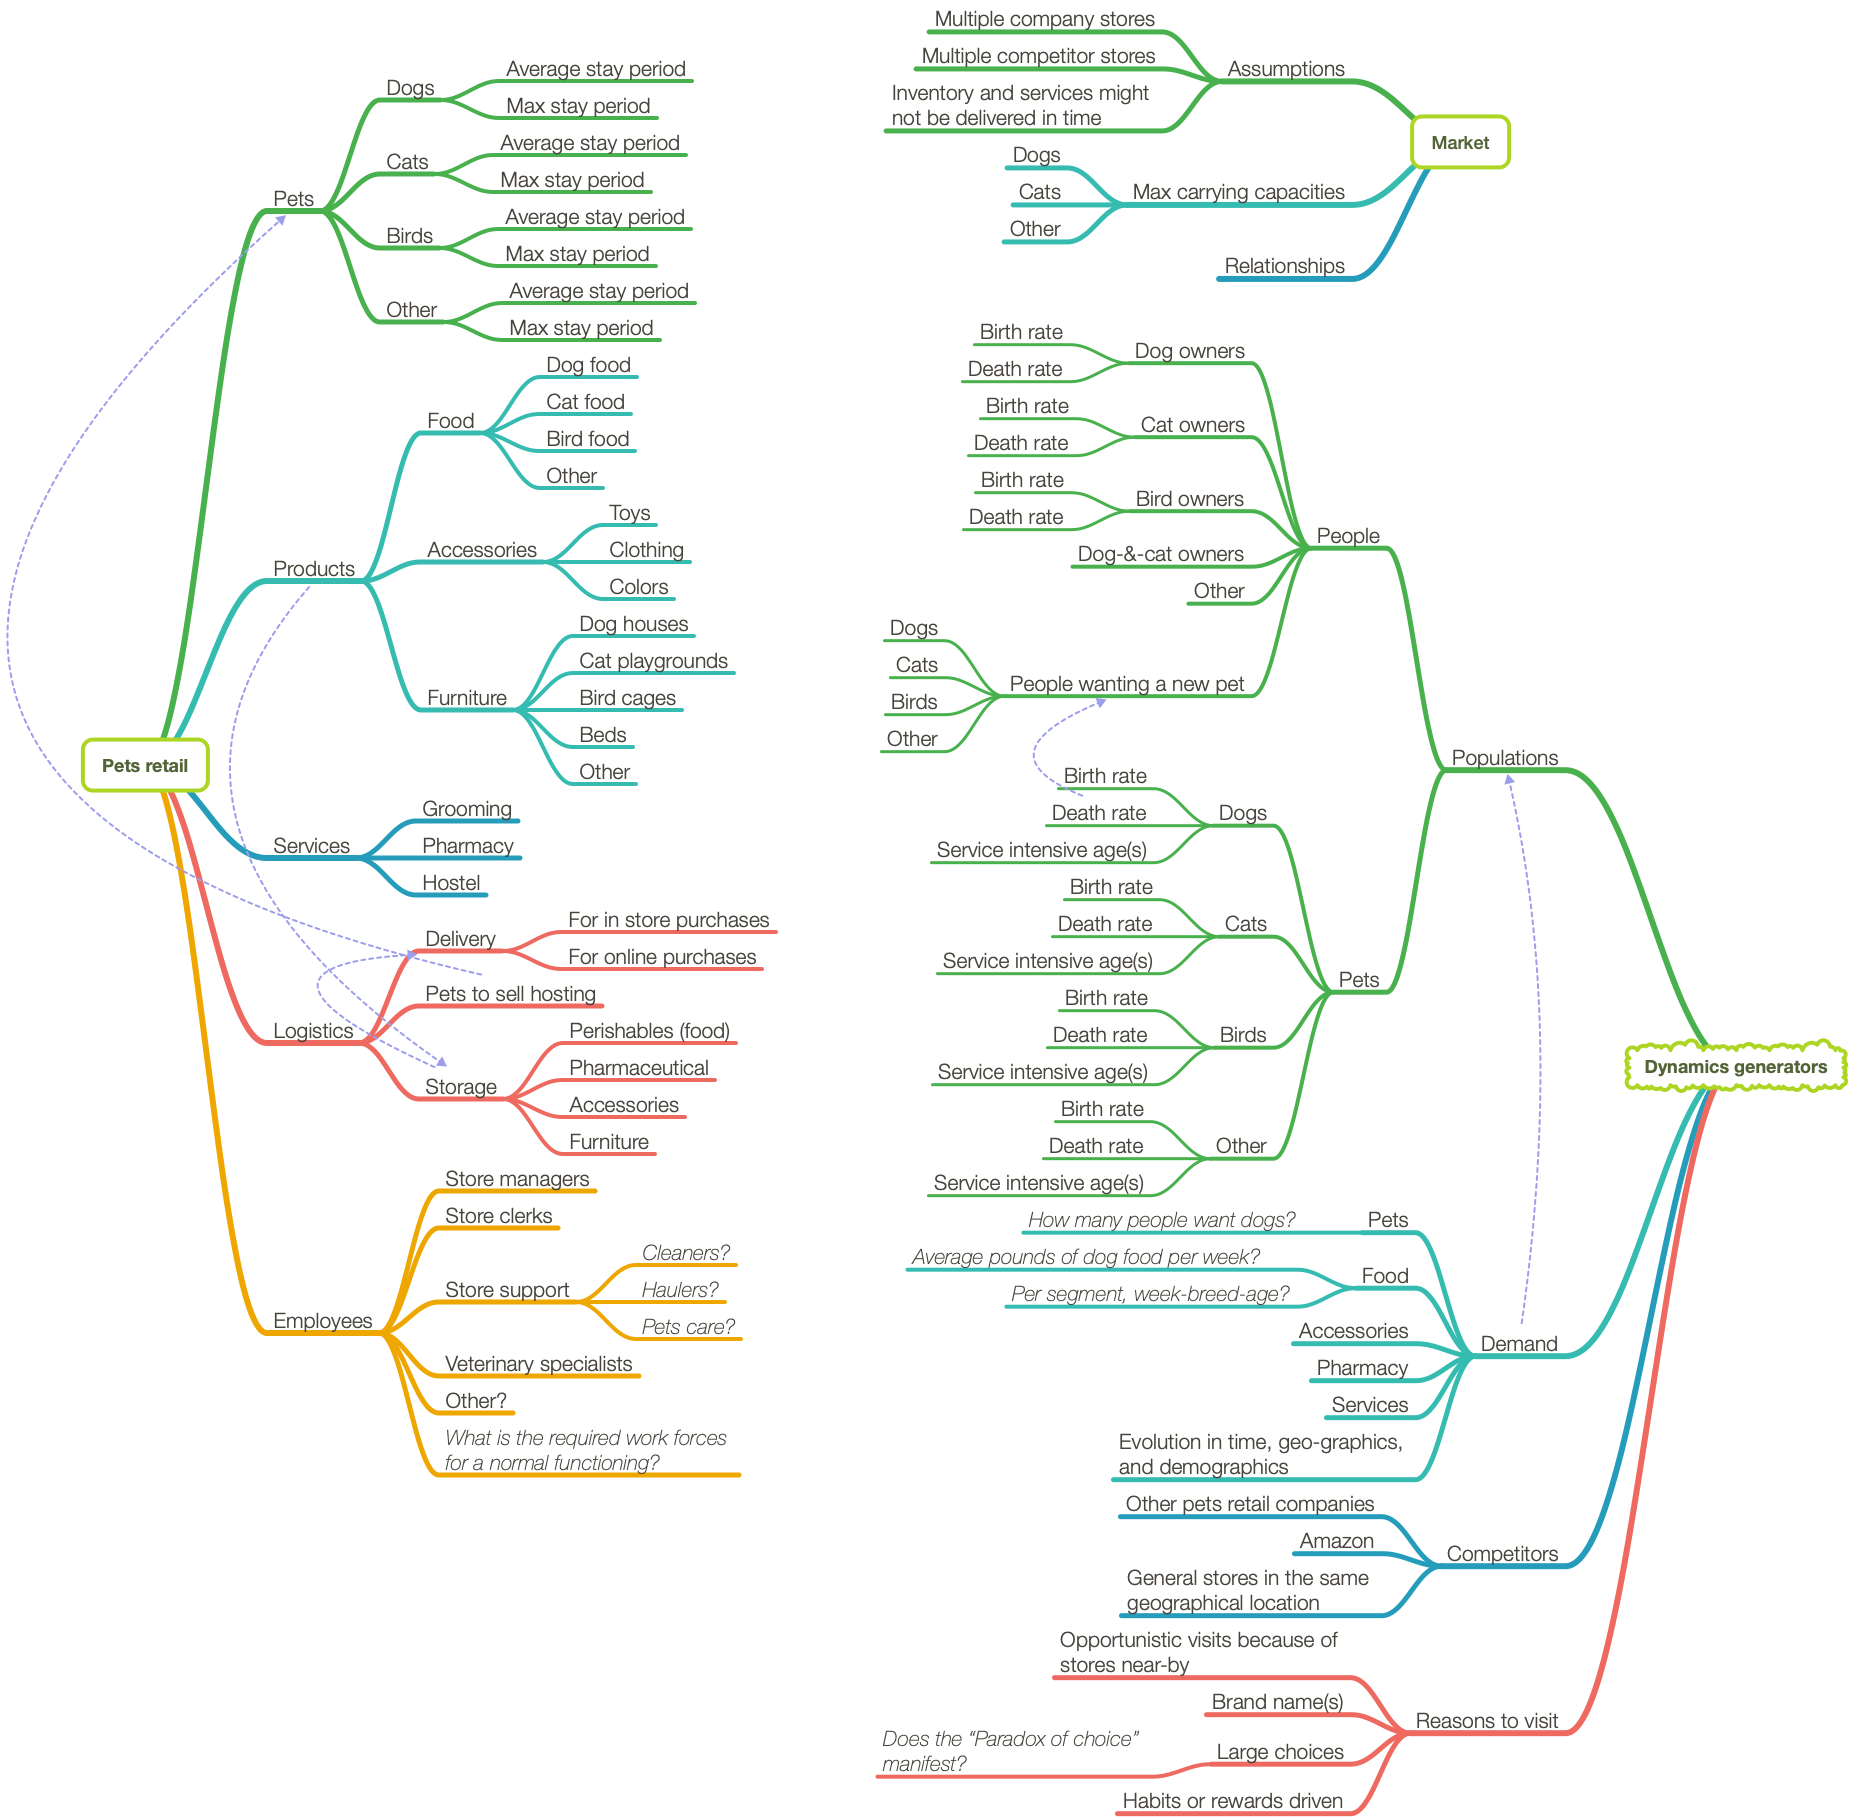 Pets retail
Pets
Dogs
Average stay period
Max stay period
Cats
Average stay period
Max stay period
Birds
Average stay period
Max stay period
Other
Average stay period
Max stay period
Products
Food
Dog food
Cat food
Bird food
Other
Accessories
Toys
Clothing
Colors
Furniture
Dog houses
Cat playgrounds
Bird cages
Beds
Other
Services
Grooming
Pharmacy
Hostel
Logistics
Delivery
For in store purchases
For online purchases
Pets to sell hosting
Storage
Perishables (food)
Pharmaceutical
Accessories
Furniture
Employees
Store managers
Store clerks
Store support
Cleaners?
Haulers?
Pets care?
Veterinary specialists
Other?
What is the required work forces
for a normal functioning?
Market
Assumptions
Multiple company stores
Multiple competitor stores
Inventory and services might
not be delivered in time
Max carrying capacities
Dogs
Cats
Other
Relationships
Dynamics generators
Populations
People
Dog owners
Birth rate
Death rate
Cat owners
Birth rate
Death rate
Bird owners
Birth rate
Death rate
Dog-&-cat owners
Other
People wanting a new pet
Dogs
Cats
Birds
Other
Pets
Dogs
Birth rate
Death rate
Service intensive age(s)
Cats
Birth rate
Death rate
Service intensive age(s)
Birds
Birth rate
Death rate
Service intensive age(s)
Other
Birth rate
Death rate
Service intensive age(s)
Demand
Pets
How many people want dogs?
Food
Average pounds of dog food per week?
Per segment, week-breed-age?
Accessories
Pharmacy
Services
Evolution in time, geo-graphics,
and demographics
Competitors
Other pets retail companies
Amazon
General stores in the same
geographical location
Reasons to visit
Opportunistic visits because of
stores near-by
Brand name(s)
Large choices
Does the “Paradox of choice”
manifest?
Habits or rewards driven